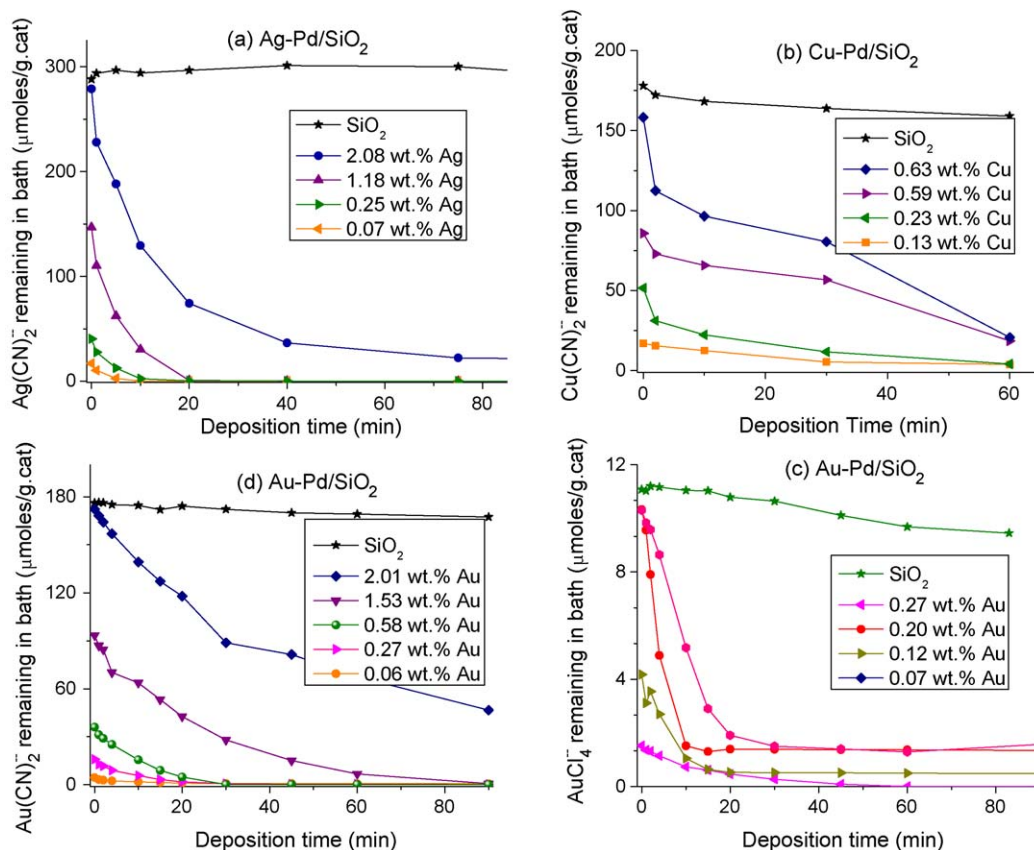 (a) Ag-Pd/SiO₂
Ag(CN)₂⁻ remaining in bath (μmoles/g.cat)
300
200
100
0
SiO₂
2.08 wt.% Ag
1.18 wt.% Ag
0.25 wt.% Ag
0.07 wt.% Ag
0 20 40 60 80
Deposition time (min)
(b) Cu-Pd/SiO₂
Cu(CN)₂⁻ remaining in bath (μmoles/g.cat)
200
150
100
50
0
SiO₂
0.63 wt.% Cu
0.59 wt.% Cu
0.23 wt.% Cu
0.13 wt.% Cu
0 20 40 60
Deposition Time (min)
(d) Au-Pd/SiO₂
Au(CN)₂⁻ remaining in bath (μmoles/g.cat)
180
120
60
0
SiO₂
2.01 wt.% Au
1.53 wt.% Au
0.58 wt.% Au
0.27 wt.% Au
0.06 wt.% Au
0 20 40 60 80
Deposition time (min)
(c) Au-Pd/SiO₂
AuCl₄⁻ remaining in bath (μmoles/g.cat)
12
8
4
0
SiO₂
0.27 wt.% Au
0.20 wt.% Au
0.12 wt.% Au
0.07 wt.% Au
0 20 40 60 80
Deposition time (min)